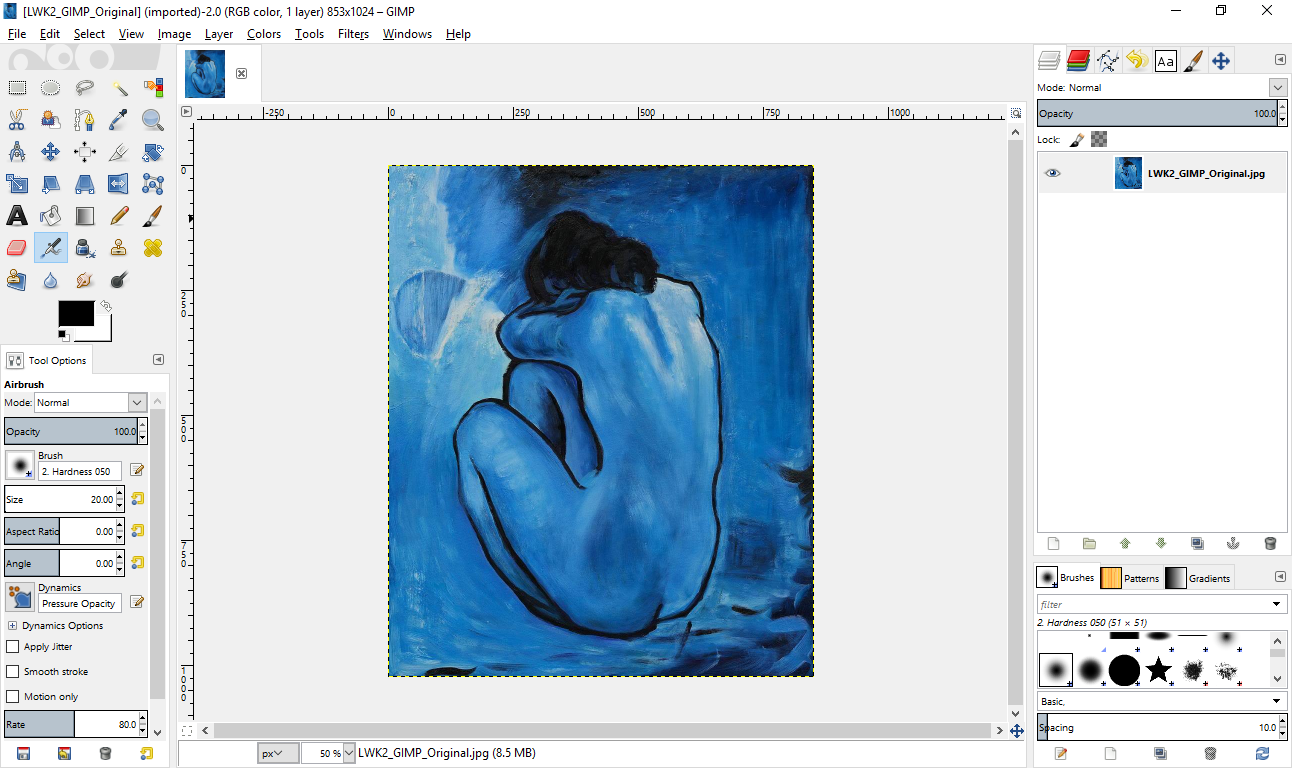 [LWK2_GIMP_Original] (imported)-2.0 (RGB color, 1 layer) 853x1024 – GIMP
File Edit Select View Image Layer Colors Tools Filters Windows Help
-250 0 250 500 750 1000
0
250
500
750
1000
Tool Options
Airbrush
Mode: Normal
Opacity 100.0
Brush
2. Hardness 050
Size 20.00
Aspect Ratio 0.00
Angle 0.00
Dynamics
Pressure Opacity
Dynamics Options
Apply Jitter
Smooth stroke
Motion only
Rate 80.0
px 50 % LWK2_GIMP_Original.jpg (8.5 MB)
Aa
Mode: Normal
Opacity 100.0
Lock:
LWK2_GIMP_Original.jpg
Brushes Patterns Gradients
filter
2. Hardness 050 (51 × 51)
Basic,
Spacing 10.0